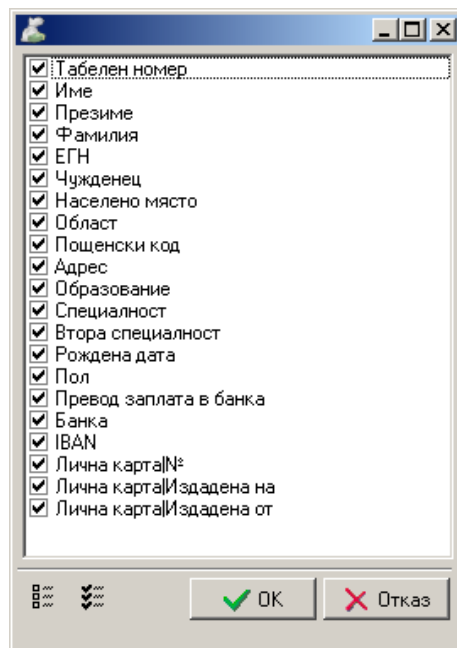 Табелен номер
Име
Презиме
Фамилия
ЕГН
Чужденец
Населено място
Област
Пощенски код
Адрес
Образование
Специалност
Втора специалност
Рождена дата
Пол
Превод заплата в банка
Банка
IBAN
Лична карта|№
Лична карта|Издадена на
Лична карта|Издадена от
OK Отказ